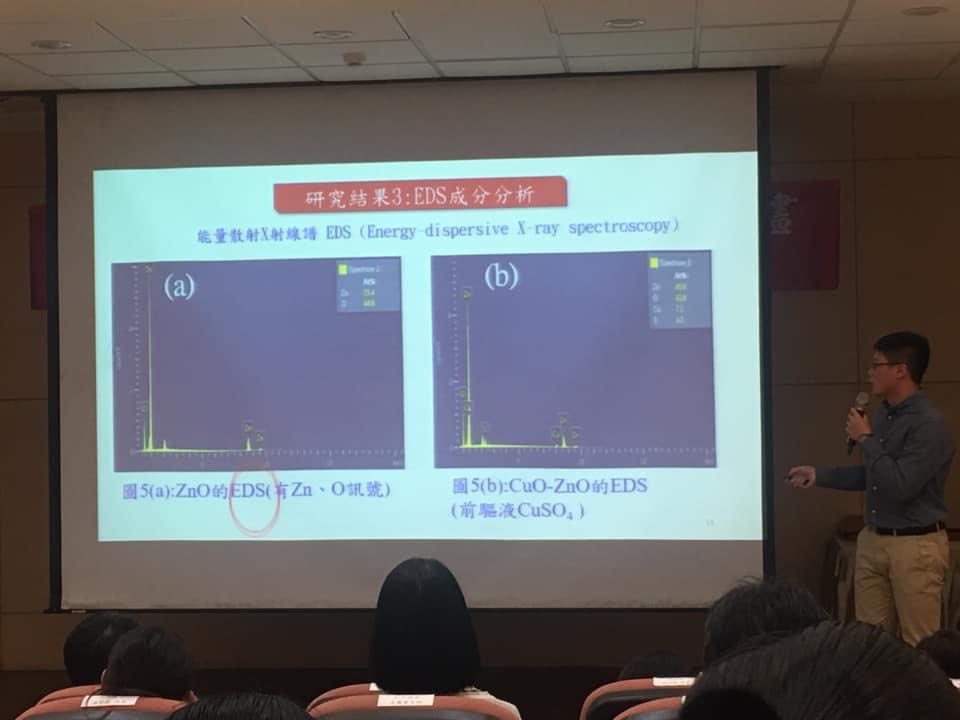 研究結果3:EDS成分分析
能量散射X射線譜 EDS (Energy-dispersive X-ray spectroscopy)
(a)
(b)
圖5(a):ZnO的EDS(有Zn、O訊號)
圖5(b):CuO-ZnO的EDS
(前驅液CuSO₄)
畫